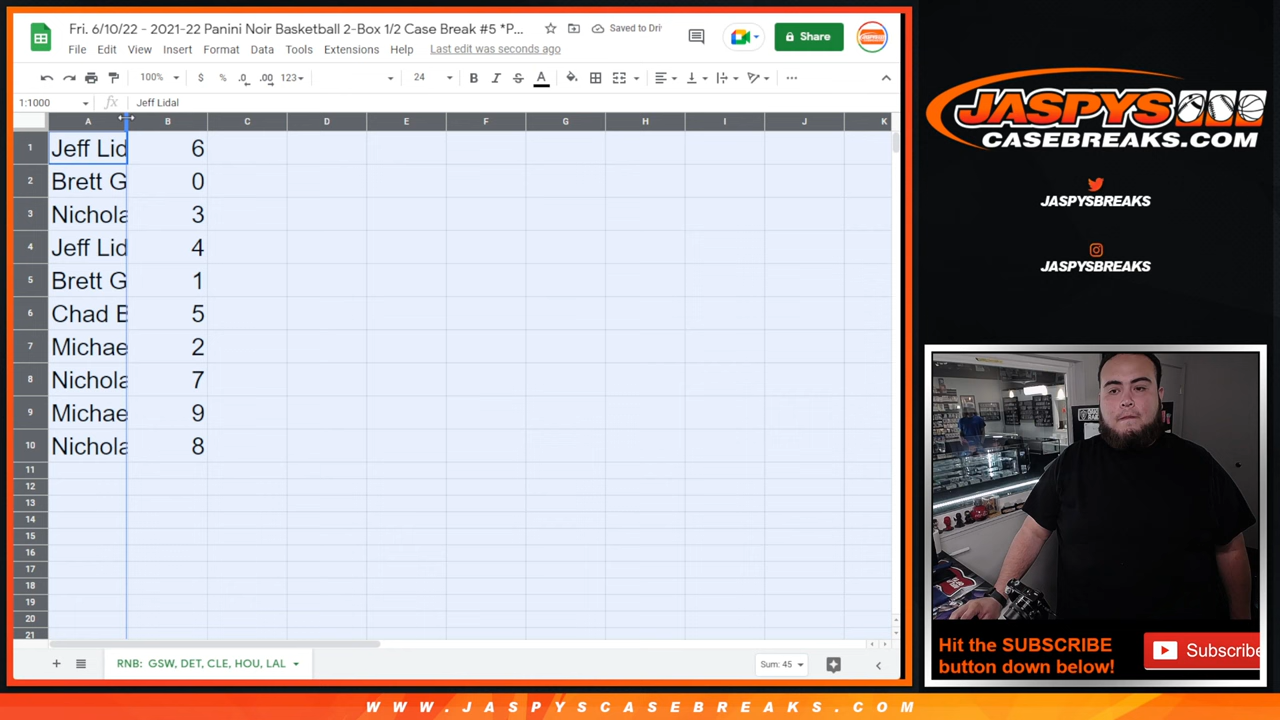 Fri. 6/10/22 - 2021-22 Panini Noir Basketball 2-Box 1/2 Case Break #5 *P...
Saved to Dri
Share
File Edit View Insert Format Data Tools Extensions Help Last edit was seconds ago
100% $ % .0 .00 123 24 B I S A
1:1000 fx Jeff Lidal
A B C D E F G H I J K
1 Jeff Lid 6
2 Brett G 0
3 Nichola 3
4 Jeff Lid 4
5 Brett G 1
6 Chad B 5
7 Michae 2
8 Nichola 7
9 Michae 9
10 Nichola 8
11
12
13
14
15
16
17
18
19
20
21
RNB: GSW, DET, CLE, HOU, LAL
Sum: 45
JASPYS
CASEBREAKS.COM
JASPYSBREAKS
JASPYSBREAKS
Hit the SUBSCRIBE
button down below!
Subscribe
WWW.JASPYSCASEBREAKS.COM